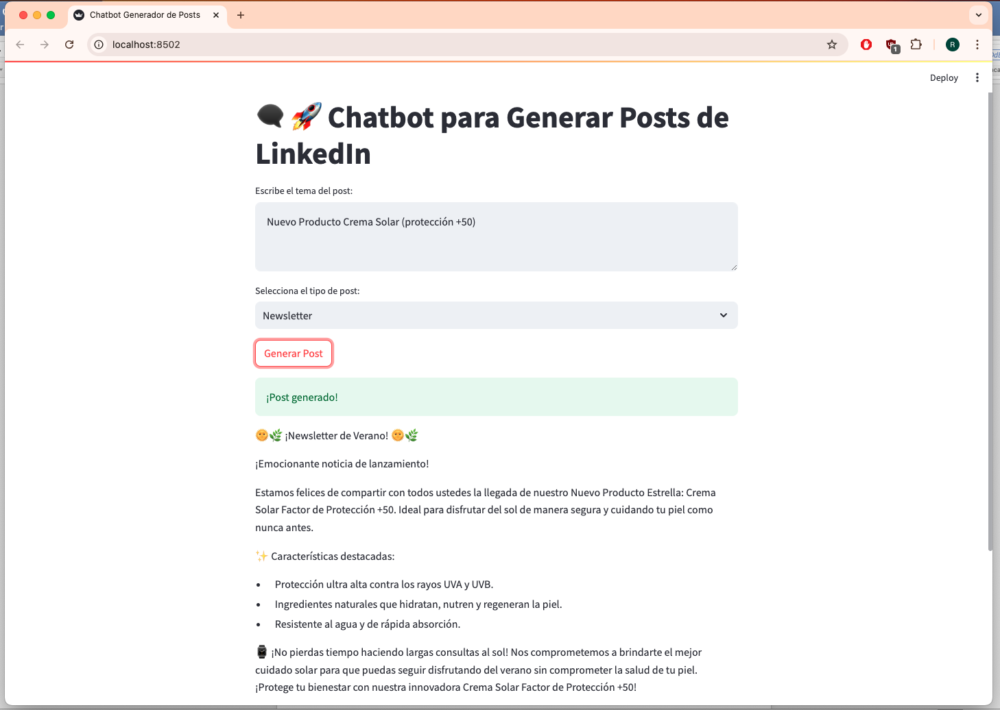 Chatbot Generador de Posts
localhost:8502
1
R
Deploy
🗨️🚀 Chatbot para Generar Posts de
LinkedIn
Escribe el tema del post:
Nuevo Producto Crema Solar (protección +50)
Selecciona el tipo de post:
Newsletter
Generar Post
¡Post generado!
🌞🌿 ¡Newsletter de Verano! 🌞🌿
¡Emocionante noticia de lanzamiento!
Estamos felices de compartir con todos ustedes la llegada de nuestro Nuevo Producto Estrella: Crema
Solar Factor de Protección +50. Ideal para disfrutar del sol de manera segura y cuidando tu piel como
nunca antes.
✨ Características destacadas:
• Protección ultra alta contra los rayos UVA y UVB.
• Ingredientes naturales que hidratan, nutren y regeneran la piel.
• Resistente al agua y de rápida absorción.
⌚ ¡No pierdas tiempo haciendo largas consultas al sol! Nos comprometemos a brindarte el mejor
cuidado solar para que puedas seguir disfrutando del verano sin comprometer la salud de tu piel.
¡Protege tu bienestar con nuestra innovadora Crema Solar Factor de Protección +50!